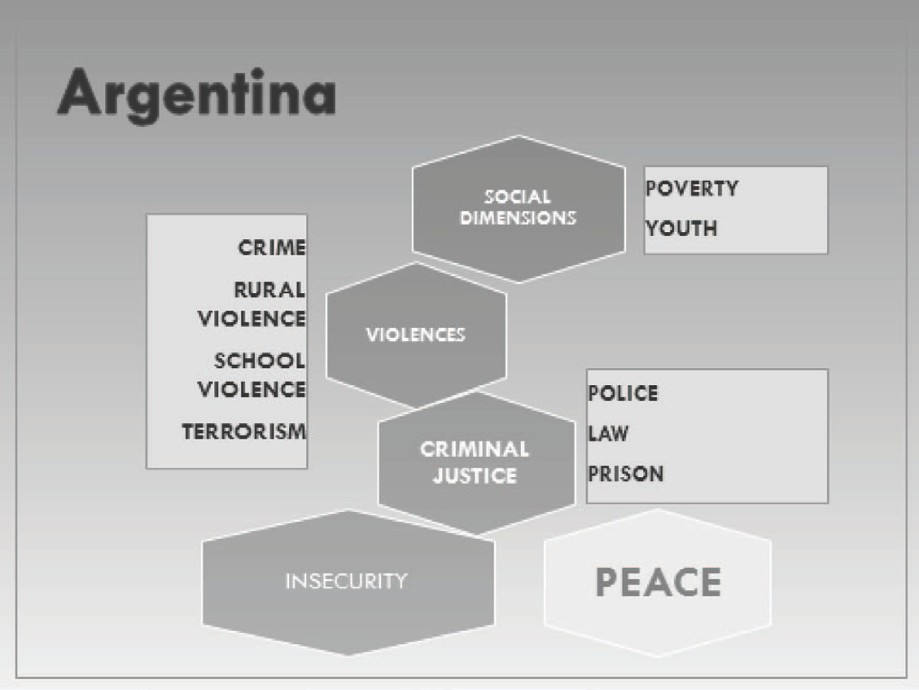 Argentina
SOCIAL
DIMENSIONS
POVERTY
YOUTH
CRIME
RURAL
VIOLENCE
SCHOOL
VIOLENCE
TERRORISM
VIOLENCES
CRIMINAL
JUSTICE
POLICE
LAW
PRISON
INSECURITY
PEACE